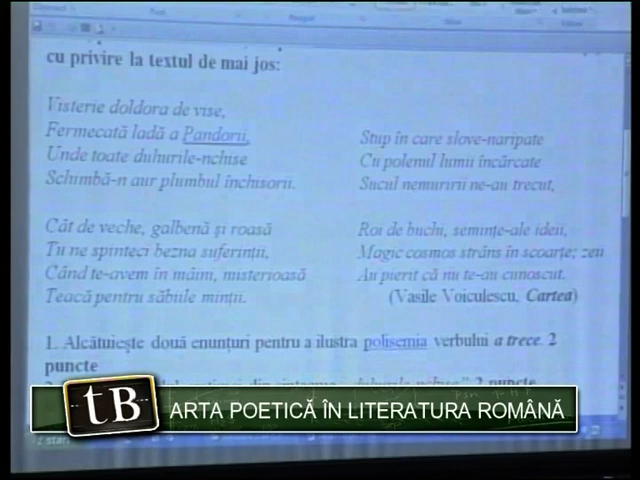 cu privire la textul de mai jos:
Visterie doldora de vise,
Fermecată ladă a Pandorii,
Unde toate duhurile-nchise
Schimbă-n aur plumbul închisorii.
Cât de veche, galbenă și roasă
Tu ne spinteci bezna suferinții,
Când te-avem în mâini, misterioasă
Teacă pentru săbiile minții.
Stup în care slove-naripate
Cu polenul lumii încărcate
Sucul nemuririi ne-au trecut,
Roi de buchi, semințe-ale ideii,
Magic cosmos strâns în scoarțe; zeii
Au pierit că nu te-au cunoscut.
(Vasile Voiculescu, Cartea)
1. Alcătuiește două enunțuri pentru a ilustra polisemia verbului a trece. 2
puncte
duhurile-nchise" 2 puncte
tB ARTA POETICĂ ÎN LITERATURA ROMÂNĂ
start